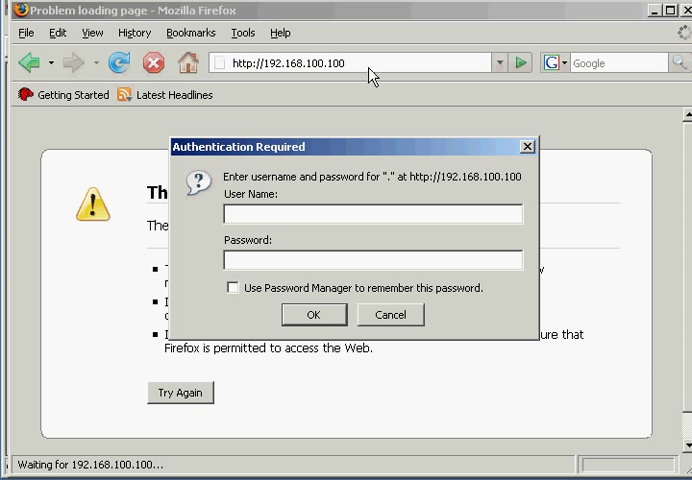 Problem loading page - Mozilla Firefox
File Edit View History Bookmarks Tools Help
http://192.168.100.100 G Google
Getting Started Latest Headlines
Authentication Required
Enter username and password for "." at http://192.168.100.100
User Name:
Th
The
Password:
Use Password Manager to remember this password.
OK Cancel
ure that
Firefox is permitted to access the Web.
Try Again
Waiting for 192.168.100.100...